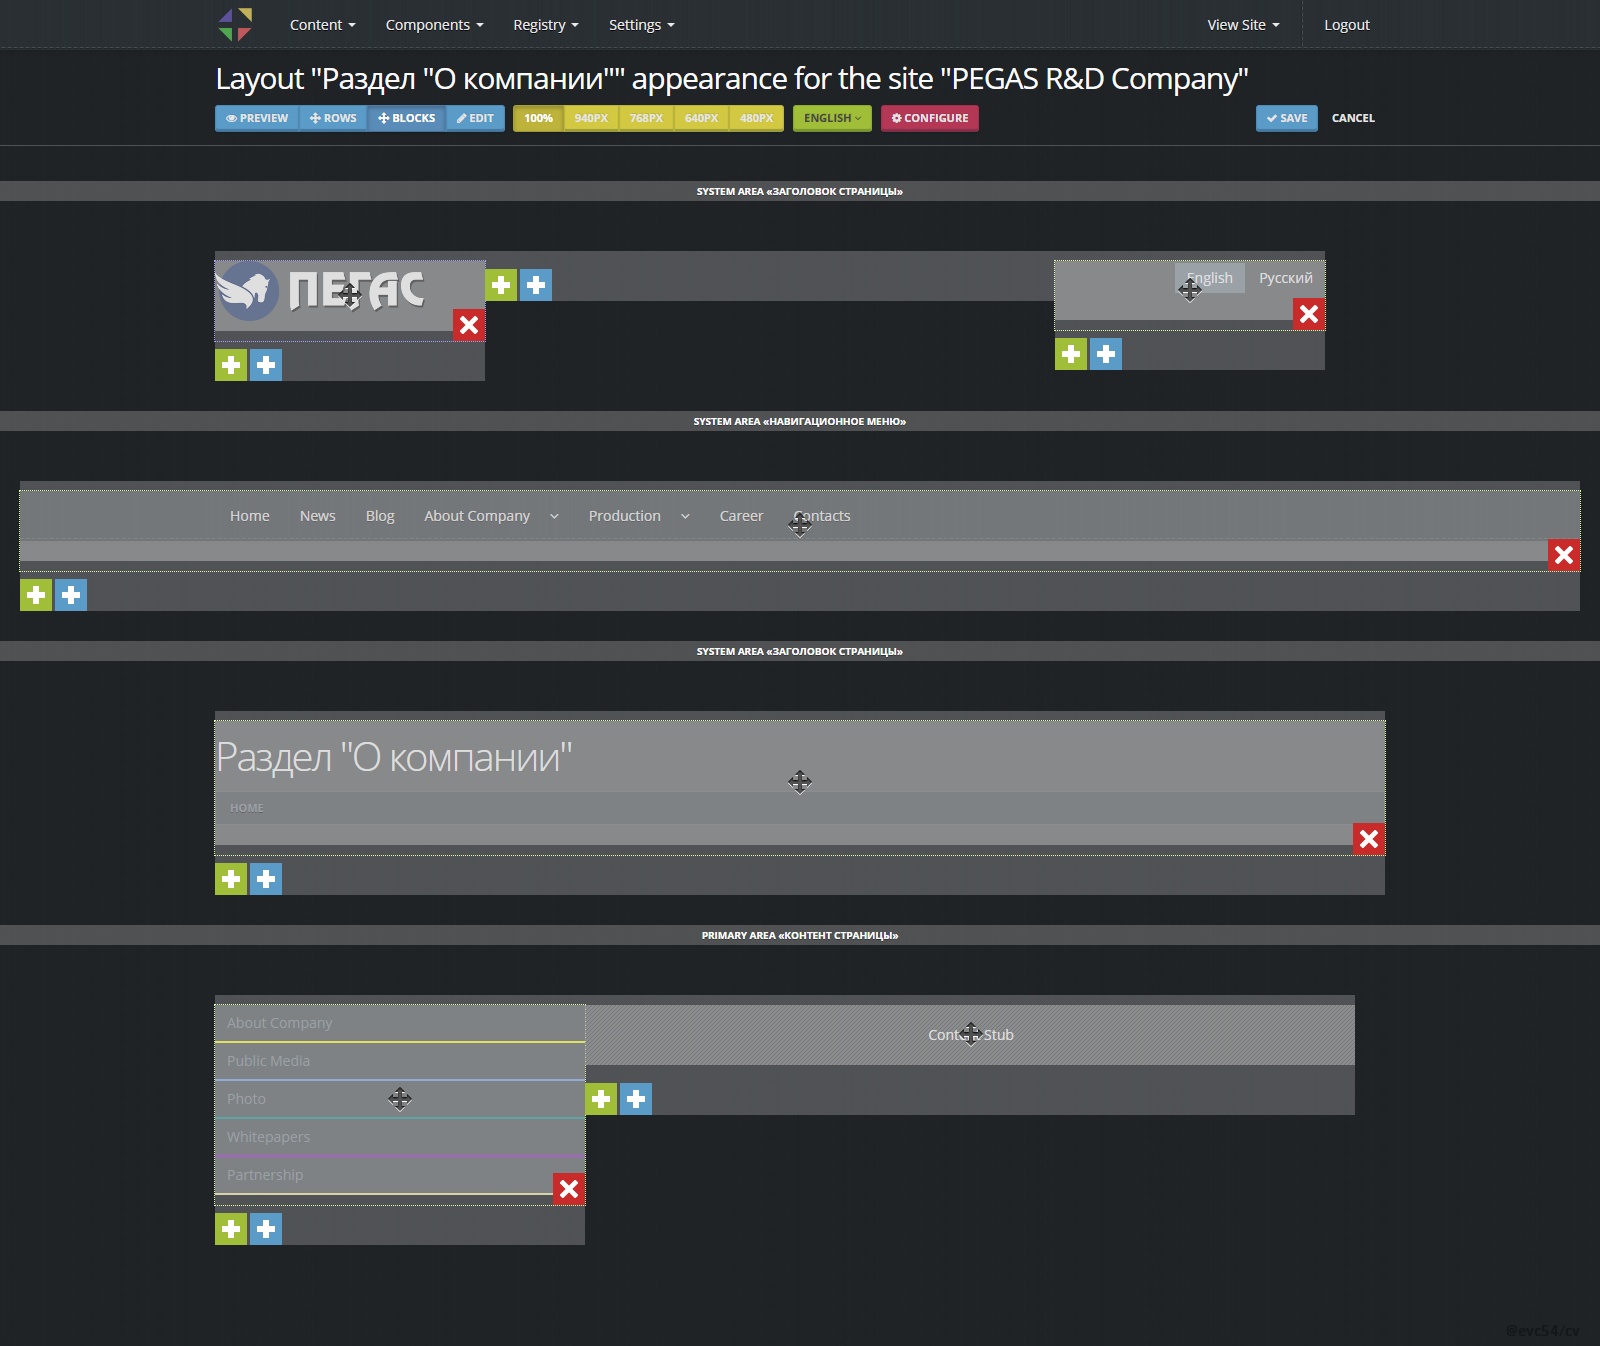 Content Components Registry Settings View Site Logout
Layout "Раздел "О компании"" appearance for the site "PEGAS R&D Company"
PREVIEW ROWS BLOCKS EDIT 100% 940PX 768PX 640PX 480PX ENGLISH CONFIGURE SAVE CANCEL
SYSTEM AREA «ЗАГОЛОВОК СТРАНИЦЫ»
ПЕГАС English Русский
SYSTEM AREA «НАВИГАЦИОННОЕ МЕНЮ»
Home News Blog About Company Production Career Contacts
SYSTEM AREA «ЗАГОЛОВОК СТРАНИЦЫ»
Раздел "О компании"
HOME
PRIMARY AREA «КОНТЕНТ СТРАНИЦЫ»
About Company
Content Stub
Public Media
Photo
Whitepapers
Partnership
@evc54/cv